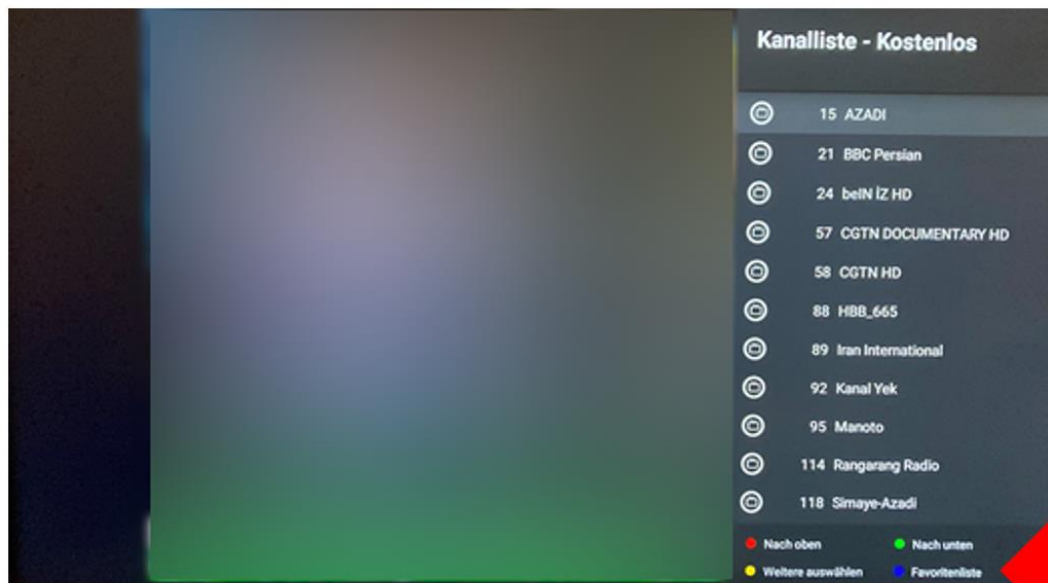 Kanalliste - Kostenlos
15 AZADI
21 BBC Persian
24 beIN İZ HD
57 CGTN DOCUMENTARY HD
58 CGTN HD
88 HBB_665
89 Iran International
92 Kanal Yek
95 Manoto
114 Rangarang Radio
118 Simaye-Azadi
Nach oben Nach unten
Weitere auswählen Favoritenliste